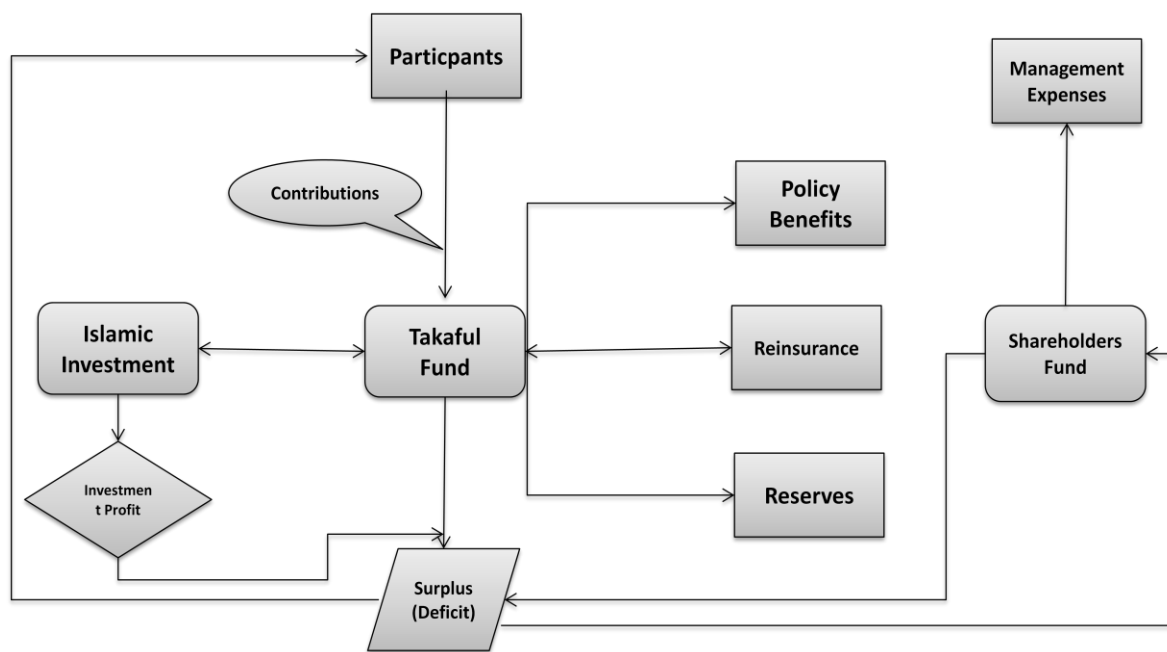 Particpants
Management
Expenses
Contributions
Policy
Benefits
Islamic
Investment
Takaful
Fund
Reinsurance
Shareholders
Fund
Investmen
t Profit
Reserves
Surplus
(Deficit)